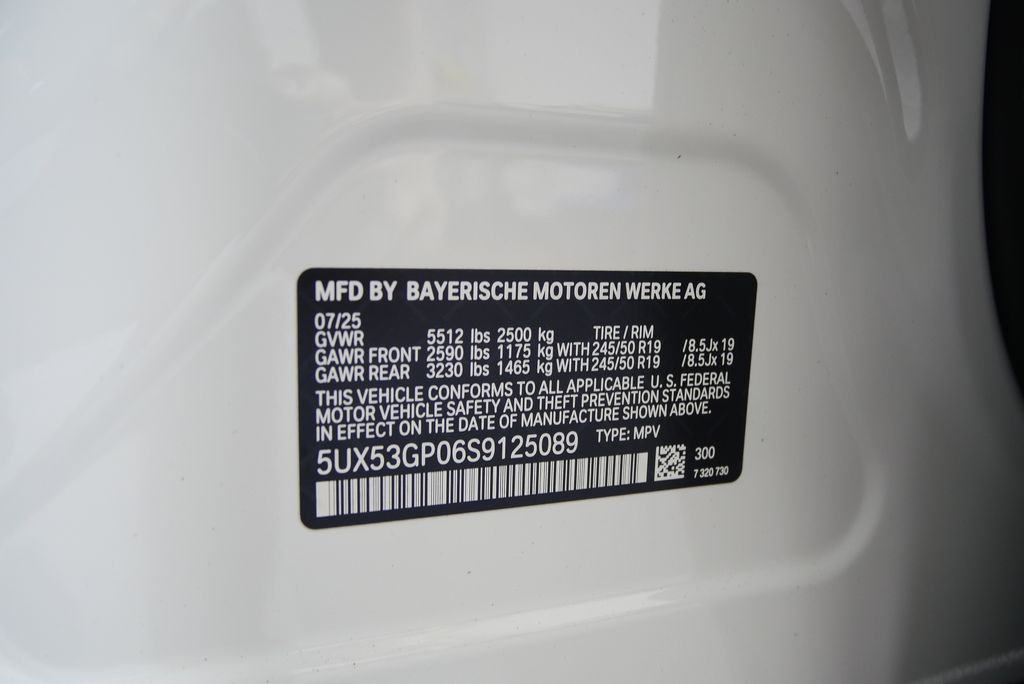 MFD BY BAYERISCHE MOTOREN WERKE AG
07/25
GVWR 5512 lbs 2500 kg TIRE / RIM
GAWR FRONT 2590 lbs 1175 kg WITH 245/50 R19 /8.5Jx 19
GAWR REAR 3230 lbs 1465 kg WITH 245/50 R19 /8.5Jx 19
THIS VEHICLE CONFORMS TO ALL APPLICABLE U.S. FEDERAL
MOTOR VEHICLE SAFETY AND THEFT PREVENTION STANDARDS
IN EFFECT ON THE DATE OF MANUFACTURE SHOWN ABOVE.
5UX53GP06S9125089 TYPE: MPV
300
7 320 730